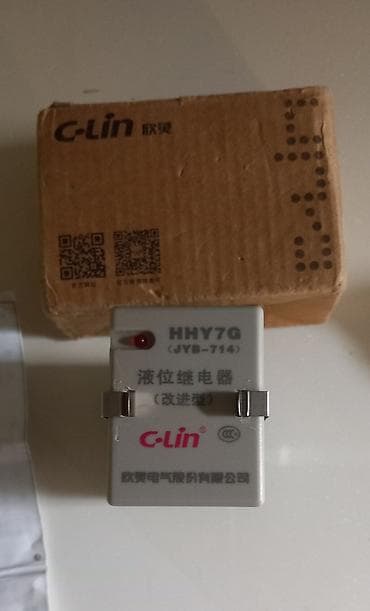 C-Lin 欣灵
HHY7G
(JYB-714)
液位继电器
(改进型)
C-Lin®
CCC
欣灵电气股份有限公司